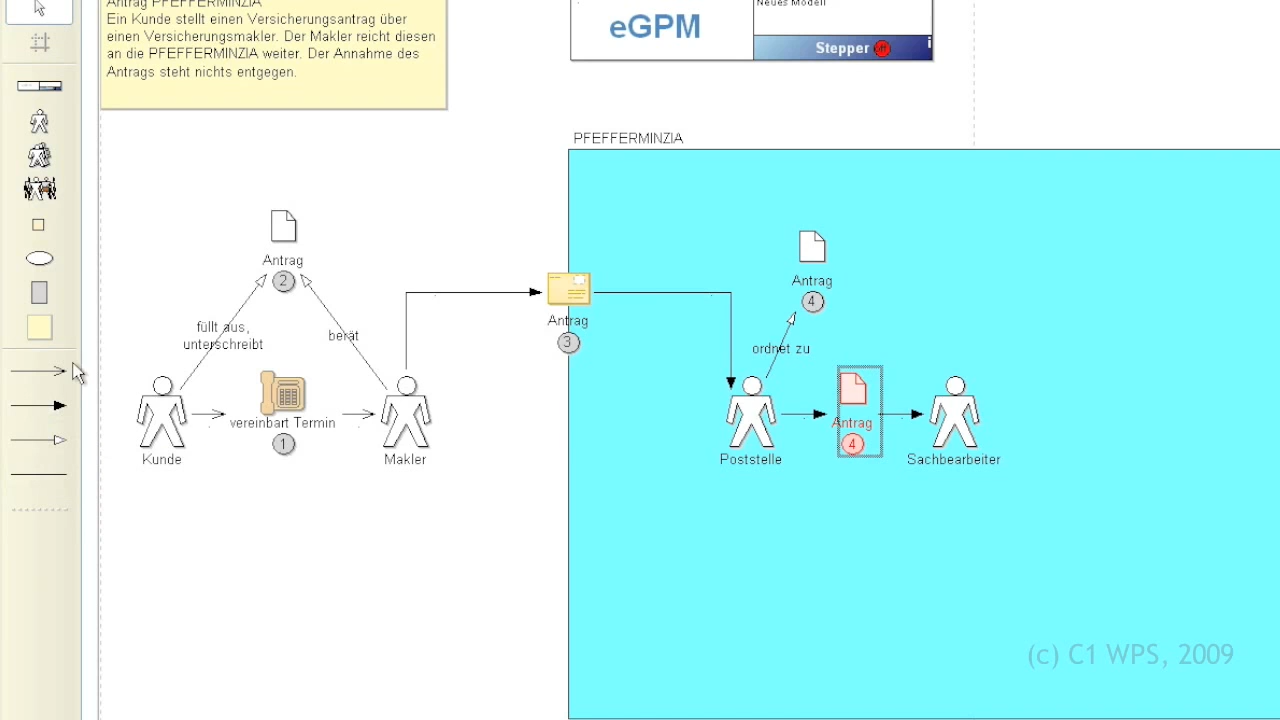 Antrag PFEFFERMINZIA
Ein Kunde stellt einen Versicherungsantrag über
einen Versicherungsmakler. Der Makler reicht diesen
an die PFEFFERMINZIA weiter. Der Annahme des
Antrags steht nichts entgegen.
eGPM
Neues Modell
Stepper off
i
PFEFFERMINZIA
Antrag
2
Antrag
4
Antrag
3
füllt aus,
unterschreibt
berät
ordnet zu
vereinbart Termin
1
Antrag
4
Kunde
Makler
Poststelle
Sachbearbeiter
(c) C1 WPS, 2009